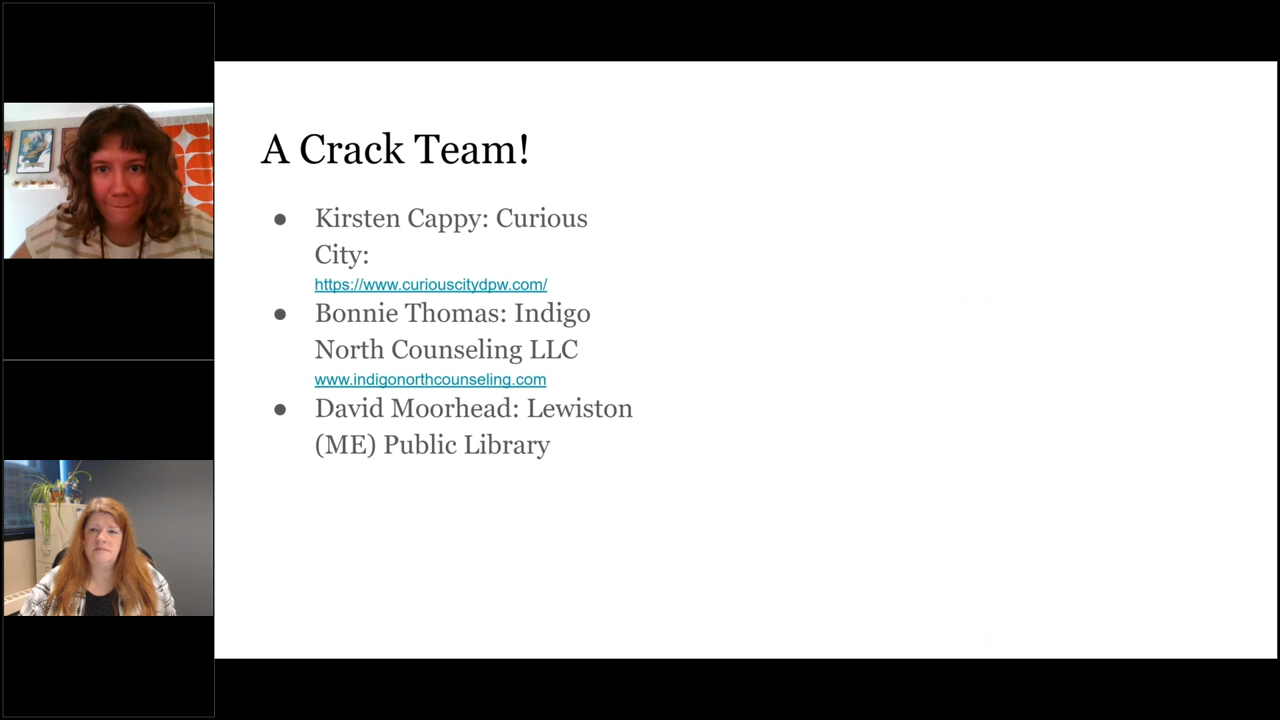 A Crack Team!
● Kirsten Cappy: Curious
City:
https://www.curiouscitydpw.com/
● Bonnie Thomas: Indigo
North Counseling LLC
www.indigonorthcounseling.com
● David Moorhead: Lewiston
(ME) Public Library